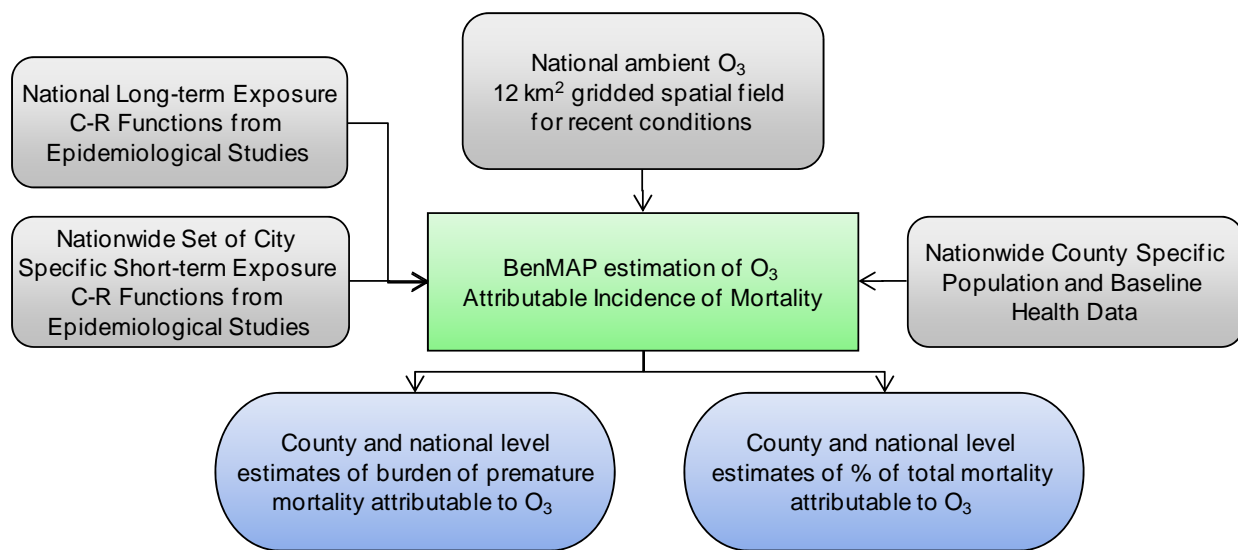 National ambient O₃
12 km² gridded spatial field
for recent conditions
National Long-term Exposure
C-R Functions from
Epidemiological Studies
Nationwide Set of City
Specific Short-term Exposure
C-R Functions from
Epidemiological Studies
BenMAP estimation of O₃
Attributable Incidence of Mortality
Nationwide County Specific
Population and Baseline
Health Data
County and national level
estimates of burden of premature
mortality attributable to O₃
County and national level
estimates of % of total mortality
attributable to O₃